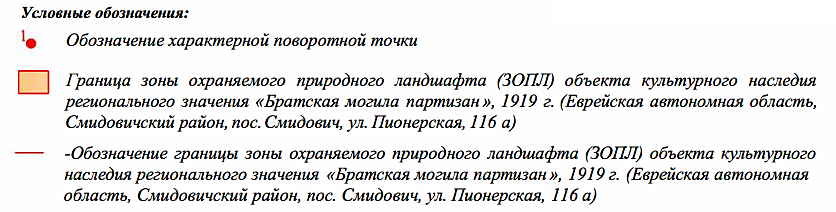 Условные обозначения:
1 Обозначение характерной поворотной точки
Граница зоны охраняемого природного ландшафта (ЗОПЛ) объекта культурного наследия
регионального значения «Братская могила партизан», 1919 г. (Еврейская автономная область,
Смидовичский район, пос. Смидович, ул. Пионерская, 116 а)
-Обозначение границы зоны охраняемого природного ландшафта (ЗОПЛ) объекта культурного
наследия регионального значения «Братская могила партизан», 1919 г. (Еврейская автономная
область, Смидовичский район, пос. Смидович, ул. Пионерская, 116 а)